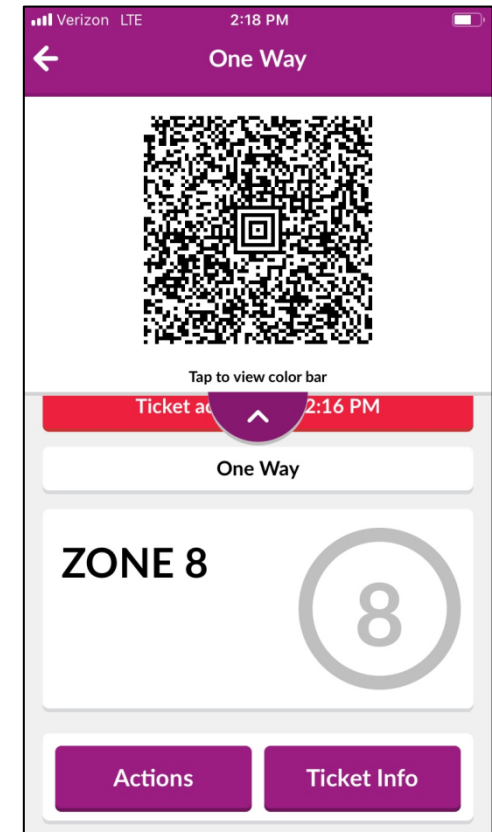 Verizon LTE 2:18 PM
One Way
Tap to view color bar
Ticket 2:16 PM
One Way
ZONE 8
8
Actions Ticket Info